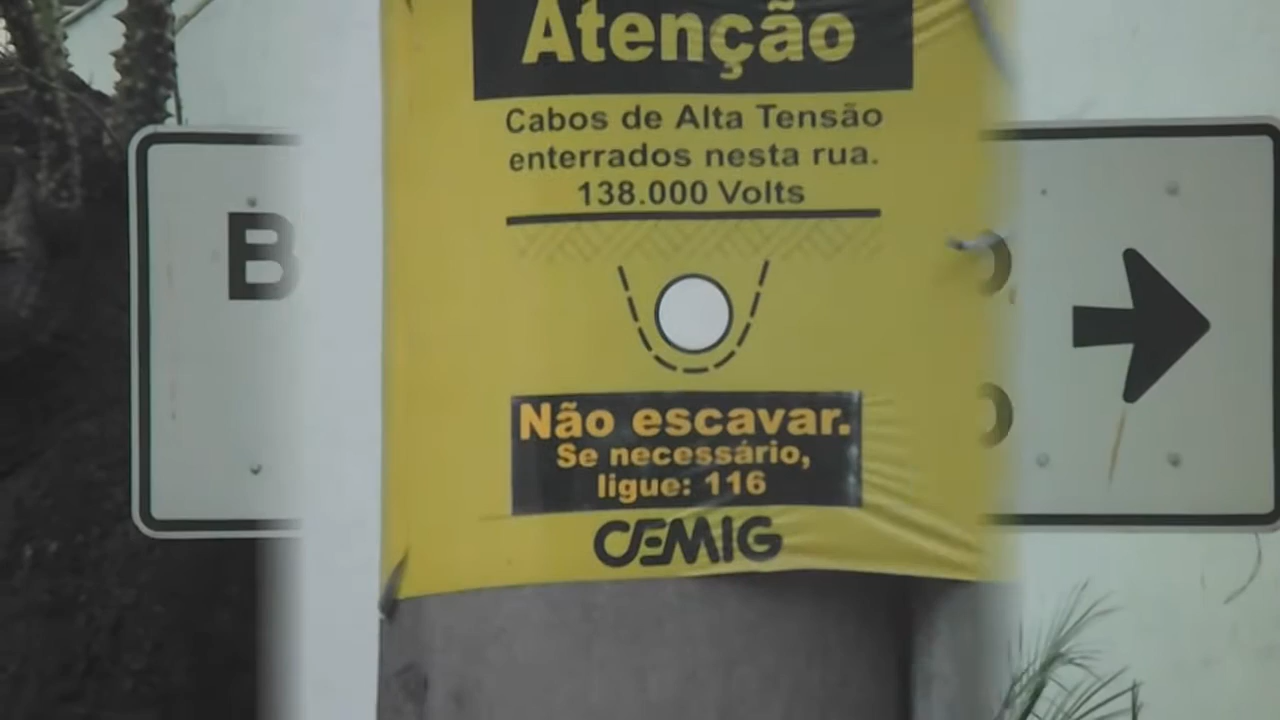 Atenção
Cabos de Alta Tensão
enterrados nesta rua.
138.000 Volts
B
Não escavar.
Se necessário,
ligue: 116
CEMIG